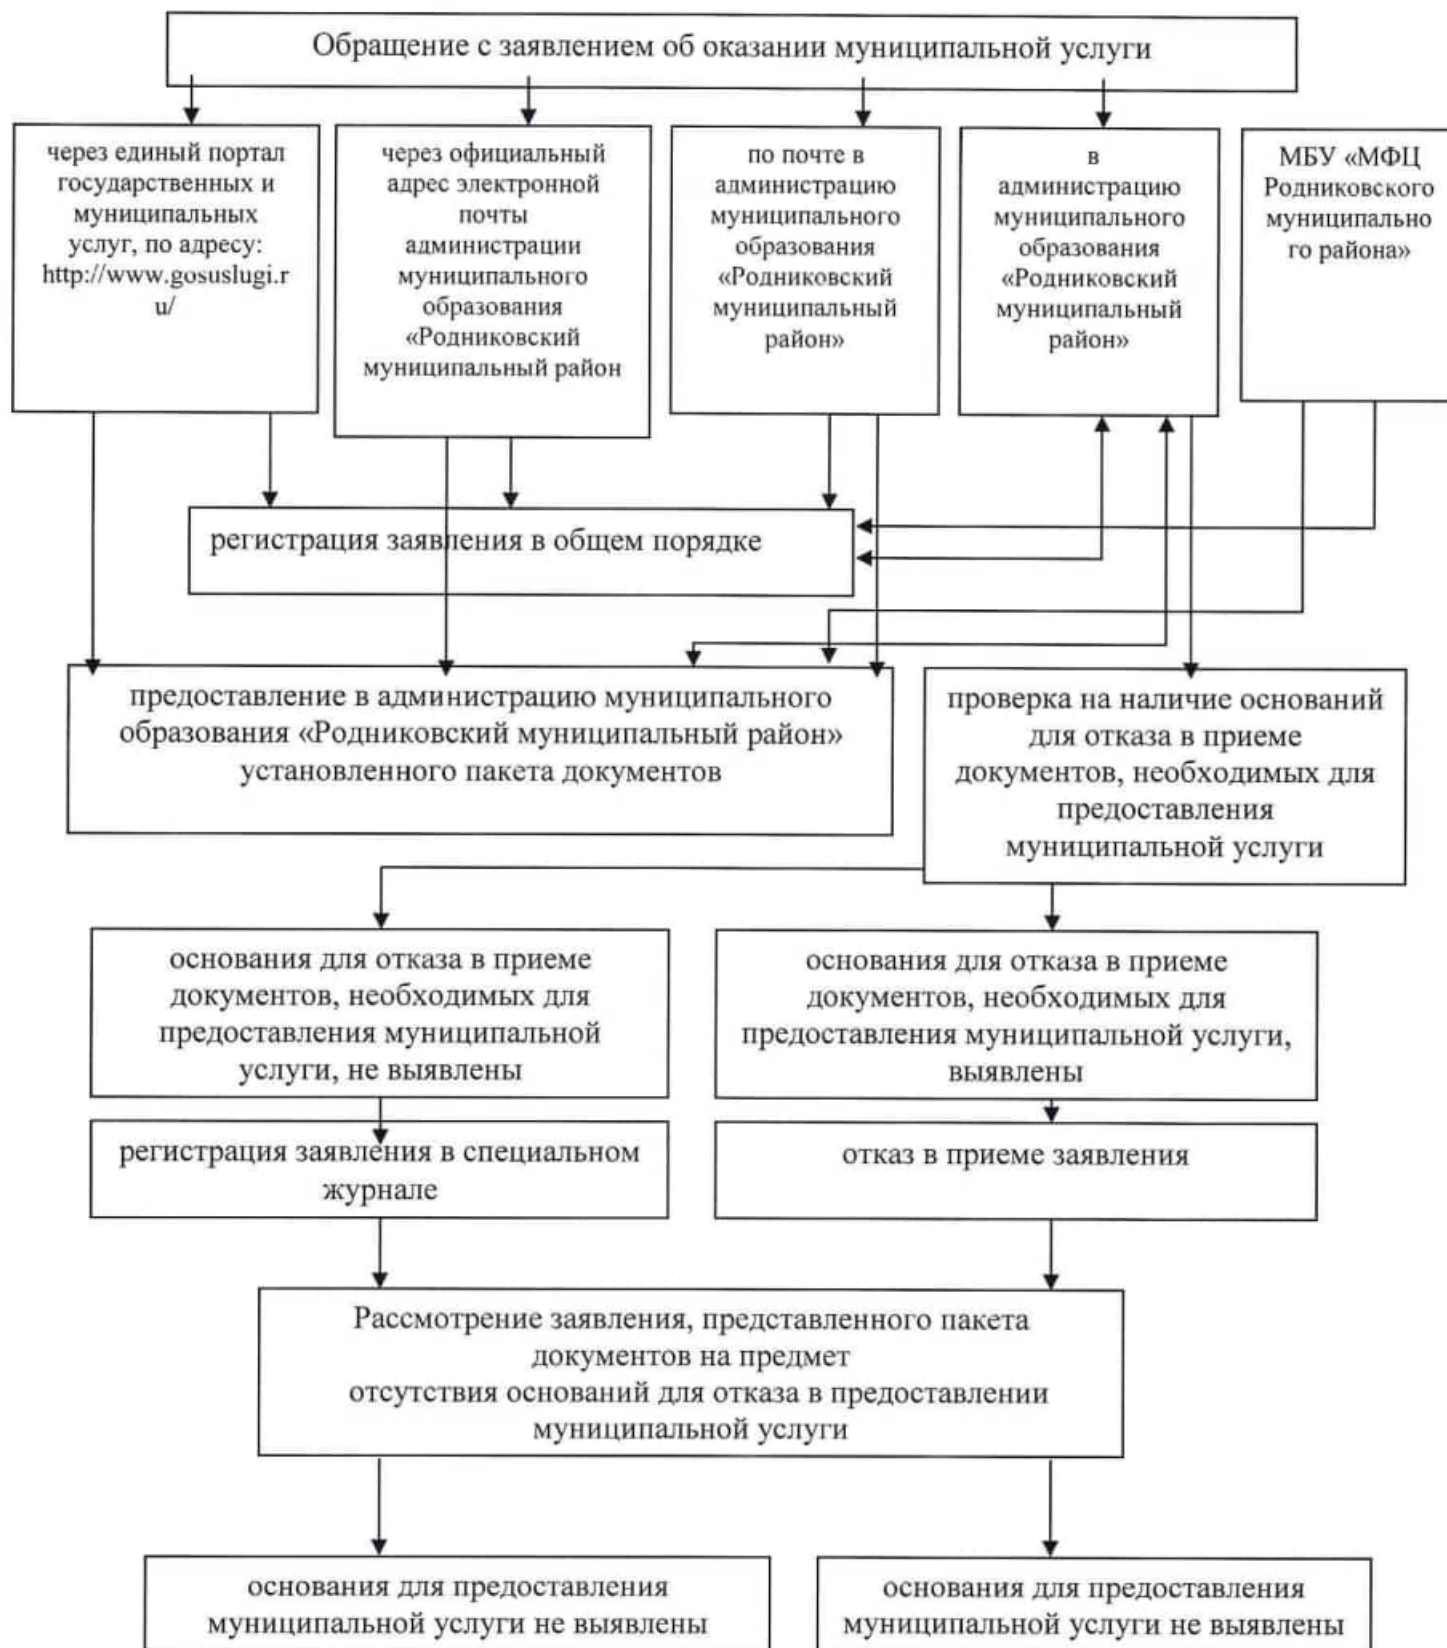 Обращение с заявлением об оказании муниципальной услуги
через единый портал
государственных и
муниципальных
услуг, по адресу:
http://www.gosuslugi.r
u/
через официальный
адрес электронной
почты
администрации
муниципального
образования
«Родниковский
муниципальный район
по почте в
администрацию
муниципального
образования
«Родниковский
муниципальный
район»
в
администрацию
муниципального
образования
«Родниковский
муниципальный
район»
МБУ «МФЦ
Родниковского
муниципально
го района»
регистрация заявления в общем порядке
предоставление в администрацию муниципального
образования «Родниковский муниципальный район»
установленного пакета документов
проверка на наличие оснований
для отказа в приеме
документов, необходимых для
предоставления
муниципальной услуги
основания для отказа в приеме
документов, необходимых для
предоставления муниципальной
услуги, не выявлены
основания для отказа в приеме
документов, необходимых для
предоставления муниципальной услуги,
выявлены
регистрация заявления в специальном
журнале
отказ в приеме заявления
Рассмотрение заявления, представленного пакета
документов на предмет
отсутствия оснований для отказа в предоставлении
муниципальной услуги
основания для предоставления
муниципальной услуги не выявлены
основания для предоставления
муниципальной услуги не выявлены